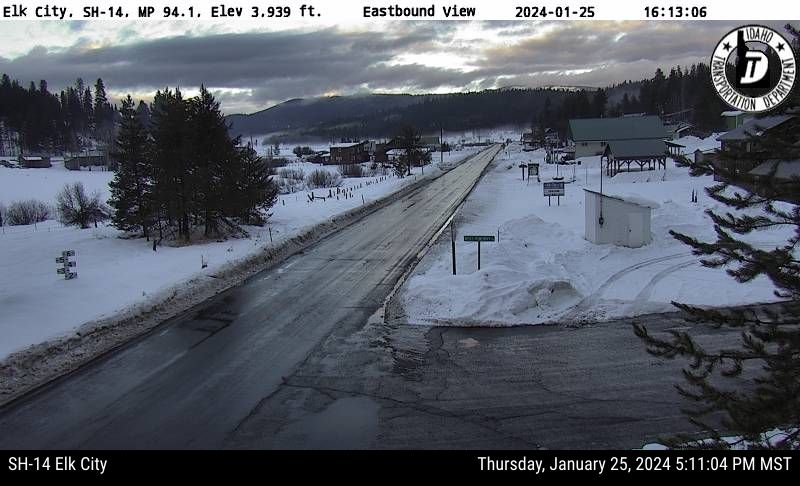 Elk City, SH-14, MP 94.1, Elev 3,939 ft. Eastbound View 2024-01-25 16:13:06
IDAHO
TRANSPORTATION DEPARTMENT
SH-14 Elk City
Thursday, January 25, 2024 5:11:04 PM MST